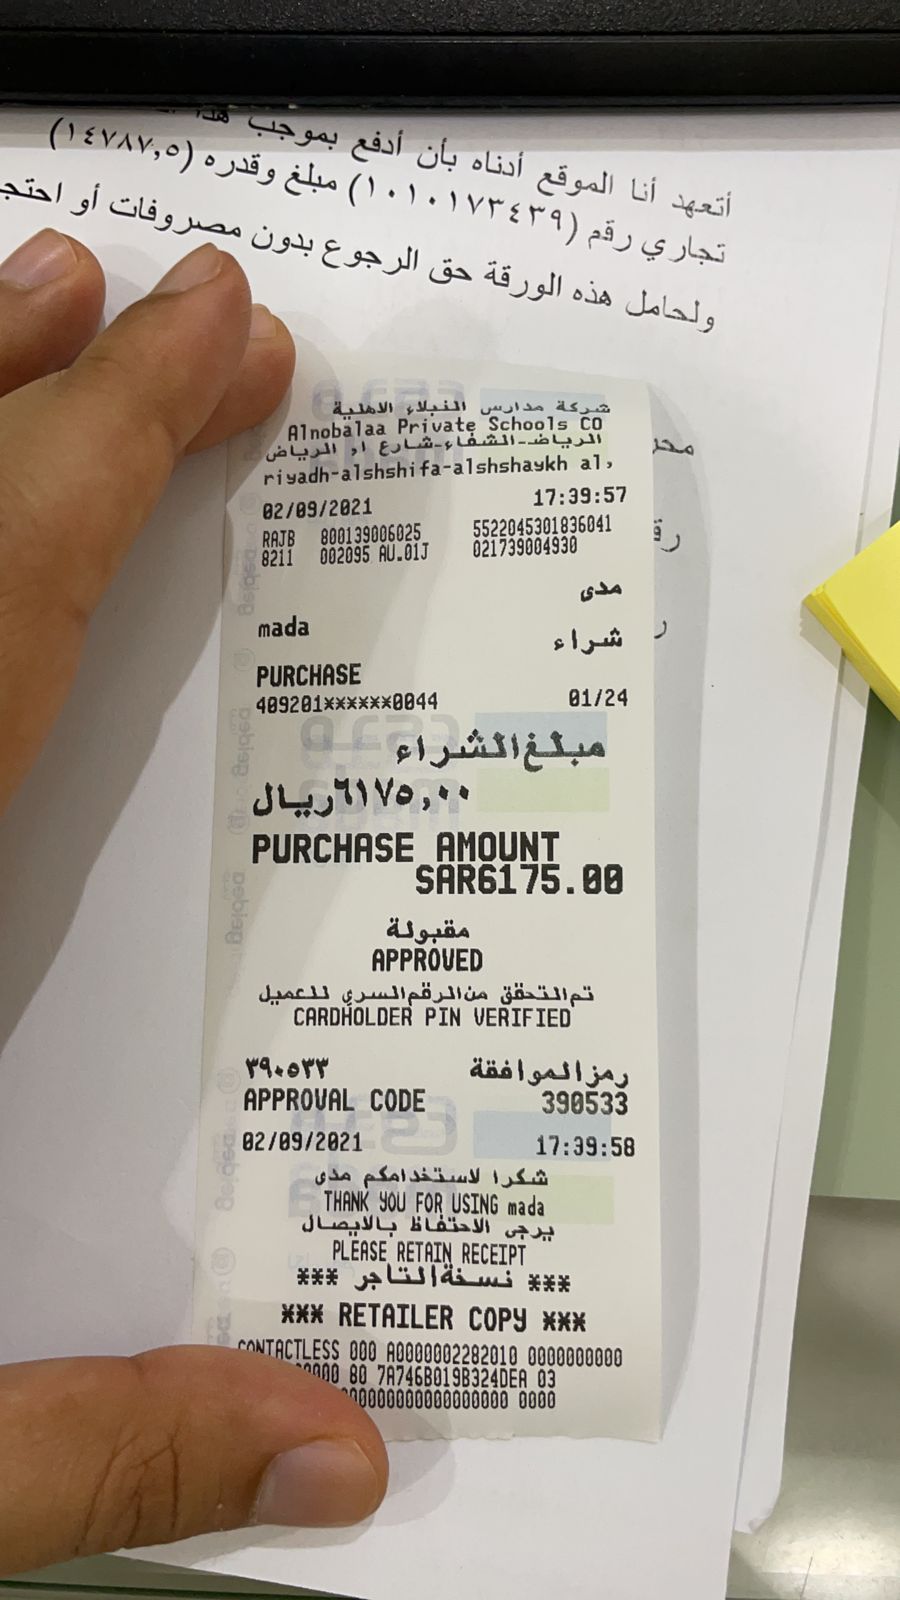 أتعهد أنا الموقع أدناه بأن أدفع بموجب هذا
تجاري رقم (١٠١٠١٧٣٤٣٩) مبلغ وقدره (١٤٧٨٧,٥)
ولحامل هذه الورقة حق الرجوع بدون مصروفات أو احتج
شركة مدارس النبلاء الاهلية
Alnobalaa Private Schools CO
الرياض-الشفاء-شارع ا, الرياض
riyadh-alshshifa-alshshaykh al,
02/09/2021 17:39:57
RAJB 800139006025 5522045301836041
8211 002095 AU.01J 021739004930
مدى
mada
شراء
PURCHASE
409201******0044 01/24
مبلغ الشراء
٦١٧٥,٠٠ريال
PURCHASE AMOUNT
SAR6175.00
مقبولة
APPROVED
تم التحقق من الرقم السري للعميل
CARDHOLDER PIN VERIFIED
رمز الموافقة ٣٩٠٥٣٣
APPROVAL CODE 390533
02/09/2021 17:39:58
شكرا لاستخدامكم مدى
THANK YOU FOR USING mada
يرجى الاحتفاظ بالايصال
PLEASE RETAIN RECEIPT
*** نسخة التاجر ***
*** RETAILER COPY ***
CONTACTLESS 000 A0000002282010 0000000000
0000 80 7A746B019B324DEA 03
0000000000000000000 0000